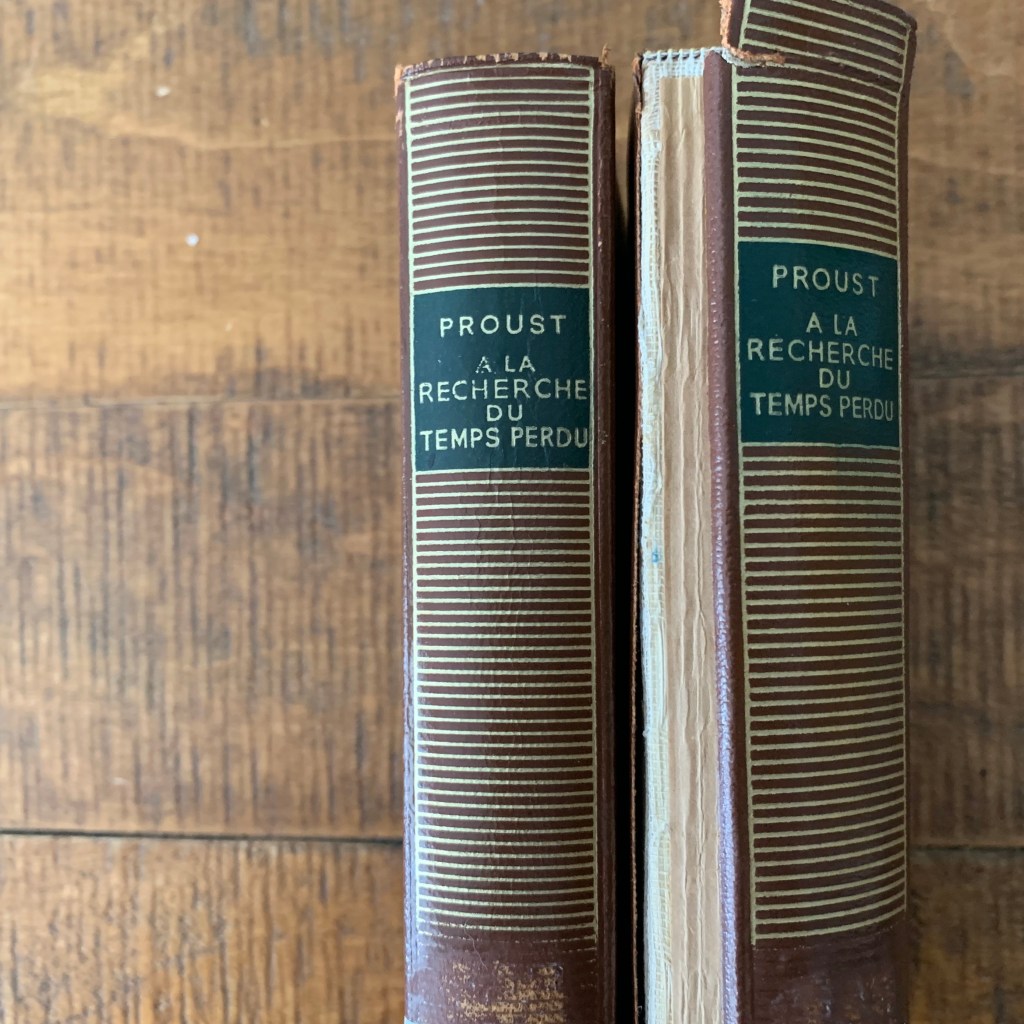 PROUST
A LA
RECHERCHE
DU
TEMPS PERDU
PROUST
A LA
RECHERCHE
DU
TEMPS PERDU